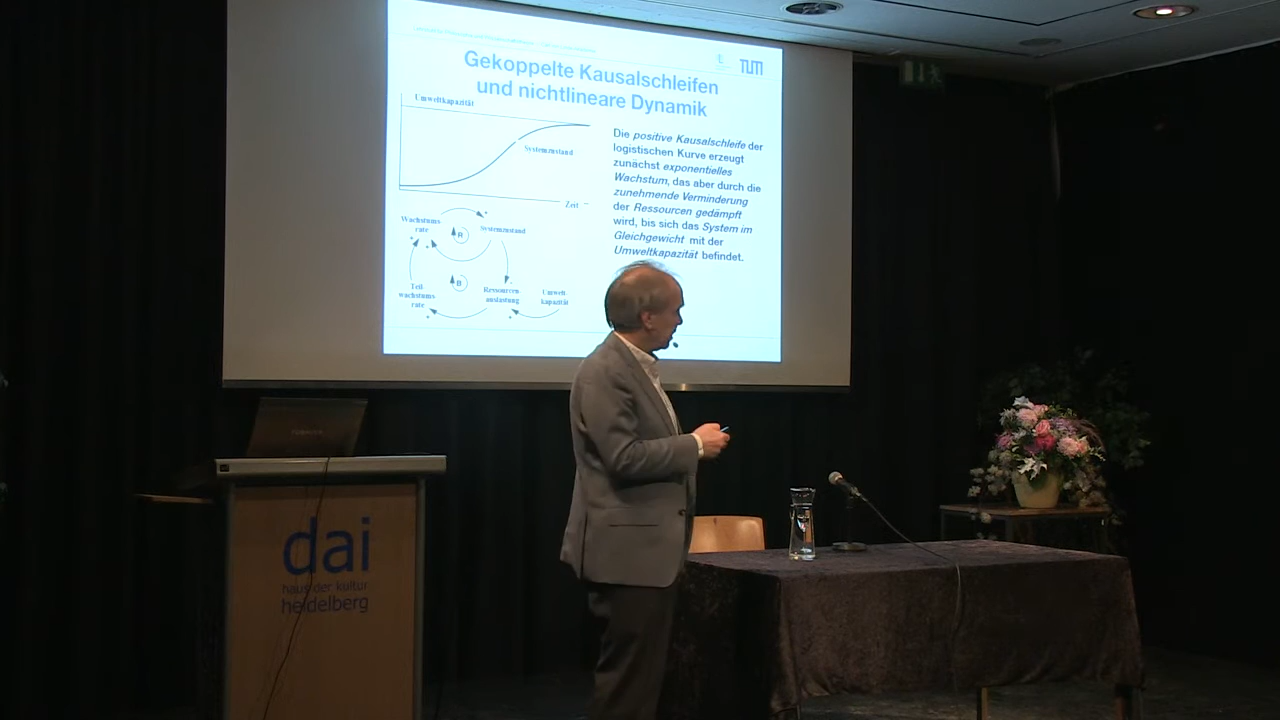 TUM
Gekoppelte Kausalschleifen
und nichtlineare Dynamik
Umweltkapazität
Systemzustand
Zeit
Die positive Kausalschleife der
logistischen Kurve erzeugt
zunächst exponentielles
Wachstum, das aber durch die
zunehmende Verminderung
der Ressourcen gedämpft
wird, bis sich das System im
Gleichgewicht mit der
Umweltkapazität befindet.
Wachstums-
rate
Systemzustand
R
B
Teil-
wachstums
rate
Ressourcen-
auslastung
Umwelt-
kapazität
dai
haus der kultur
heidelberg